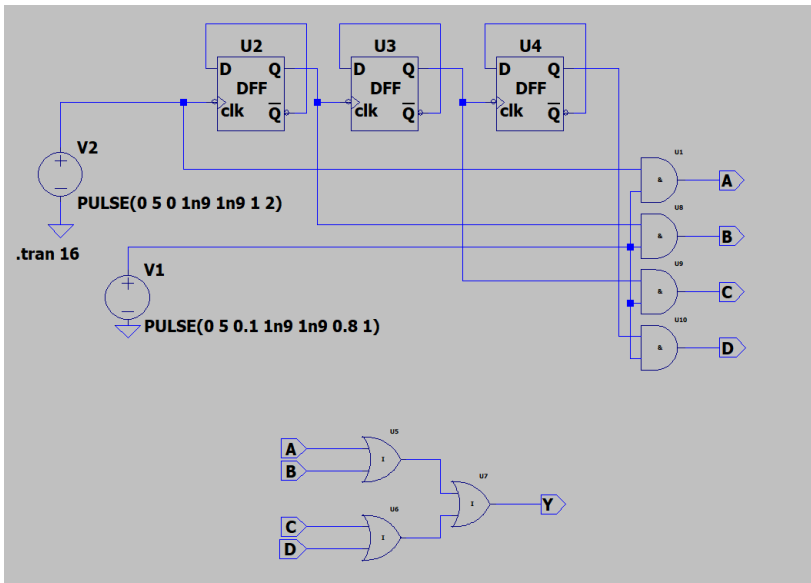 U2 U3 U4
D Q D Q D Q
DFF DFF DFF
clk Q clk Q clk Q
V2
U1
& A
PULSE(0 5 0 1n9 1n9 1 2)
U8
& B
.tran 16
V1
U9
& C
PULSE(0 5 0.1 1n9 1n9 0.8 1)
U10
& D
U5
A
I
B
U7
I Y
U6
C
I
D